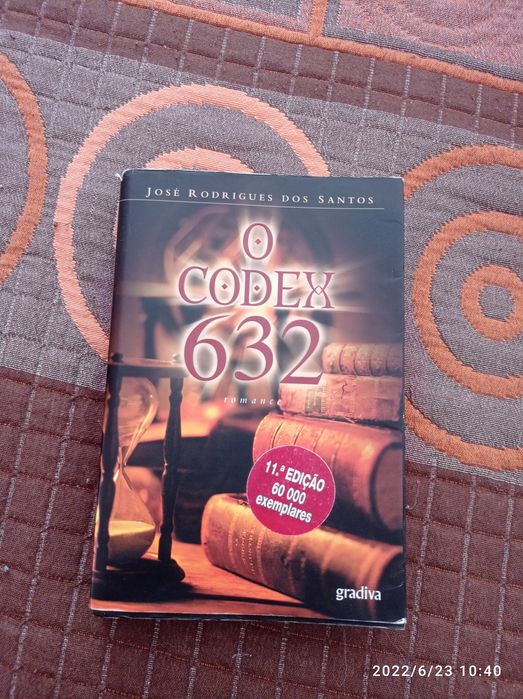 JOSÉ RODRIGUES DOS SANTOS
O
CODEX
632
romance
11.ª EDIÇÃO
60 000
exemplares
gradiva
2022/6/23 10:40